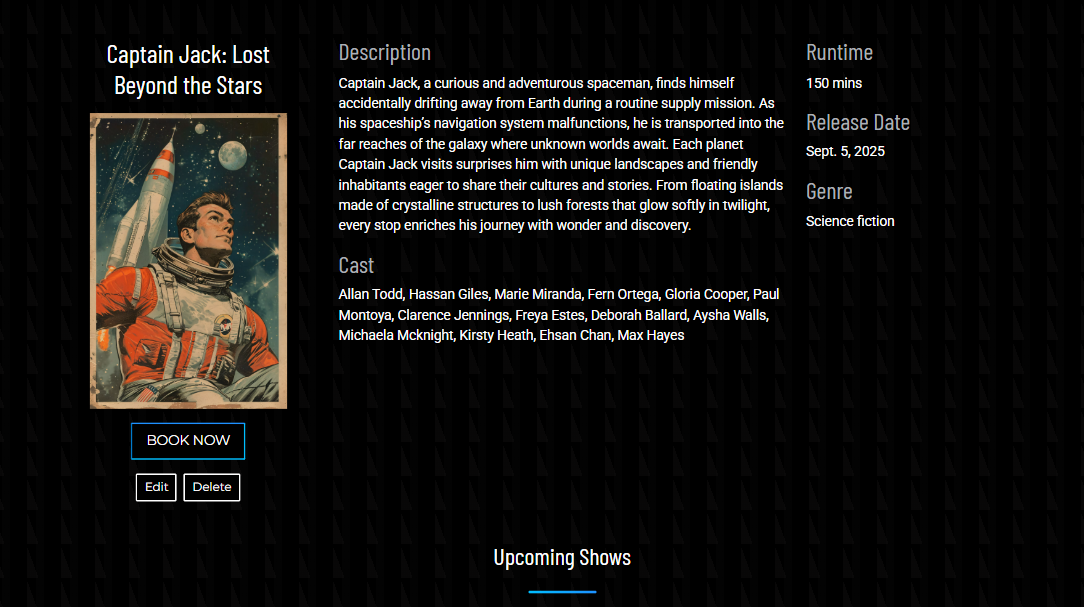 Captain Jack: Lost
Beyond the Stars
BOOK NOW
Edit Delete
Description
Captain Jack, a curious and adventurous spaceman, finds himself
accidentally drifting away from Earth during a routine supply mission. As
his spaceship's navigation system malfunctions, he is transported into the
far reaches of the galaxy where unknown worlds await. Each planet
Captain Jack visits surprises him with unique landscapes and friendly
inhabitants eager to share their cultures and stories. From floating islands
made of crystalline structures to lush forests that glow softly in twilight,
every stop enriches his journey with wonder and discovery.
Cast
Allan Todd, Hassan Giles, Marie Miranda, Fern Ortega, Gloria Cooper, Paul
Montoya, Clarence Jennings, Freya Estes, Deborah Ballard, Aysha Walls,
Michaela Mcknight, Kirsty Heath, Ehsan Chan, Max Hayes
Runtime
150 mins
Release Date
Sept. 5, 2025
Genre
Science fiction
Upcoming Shows